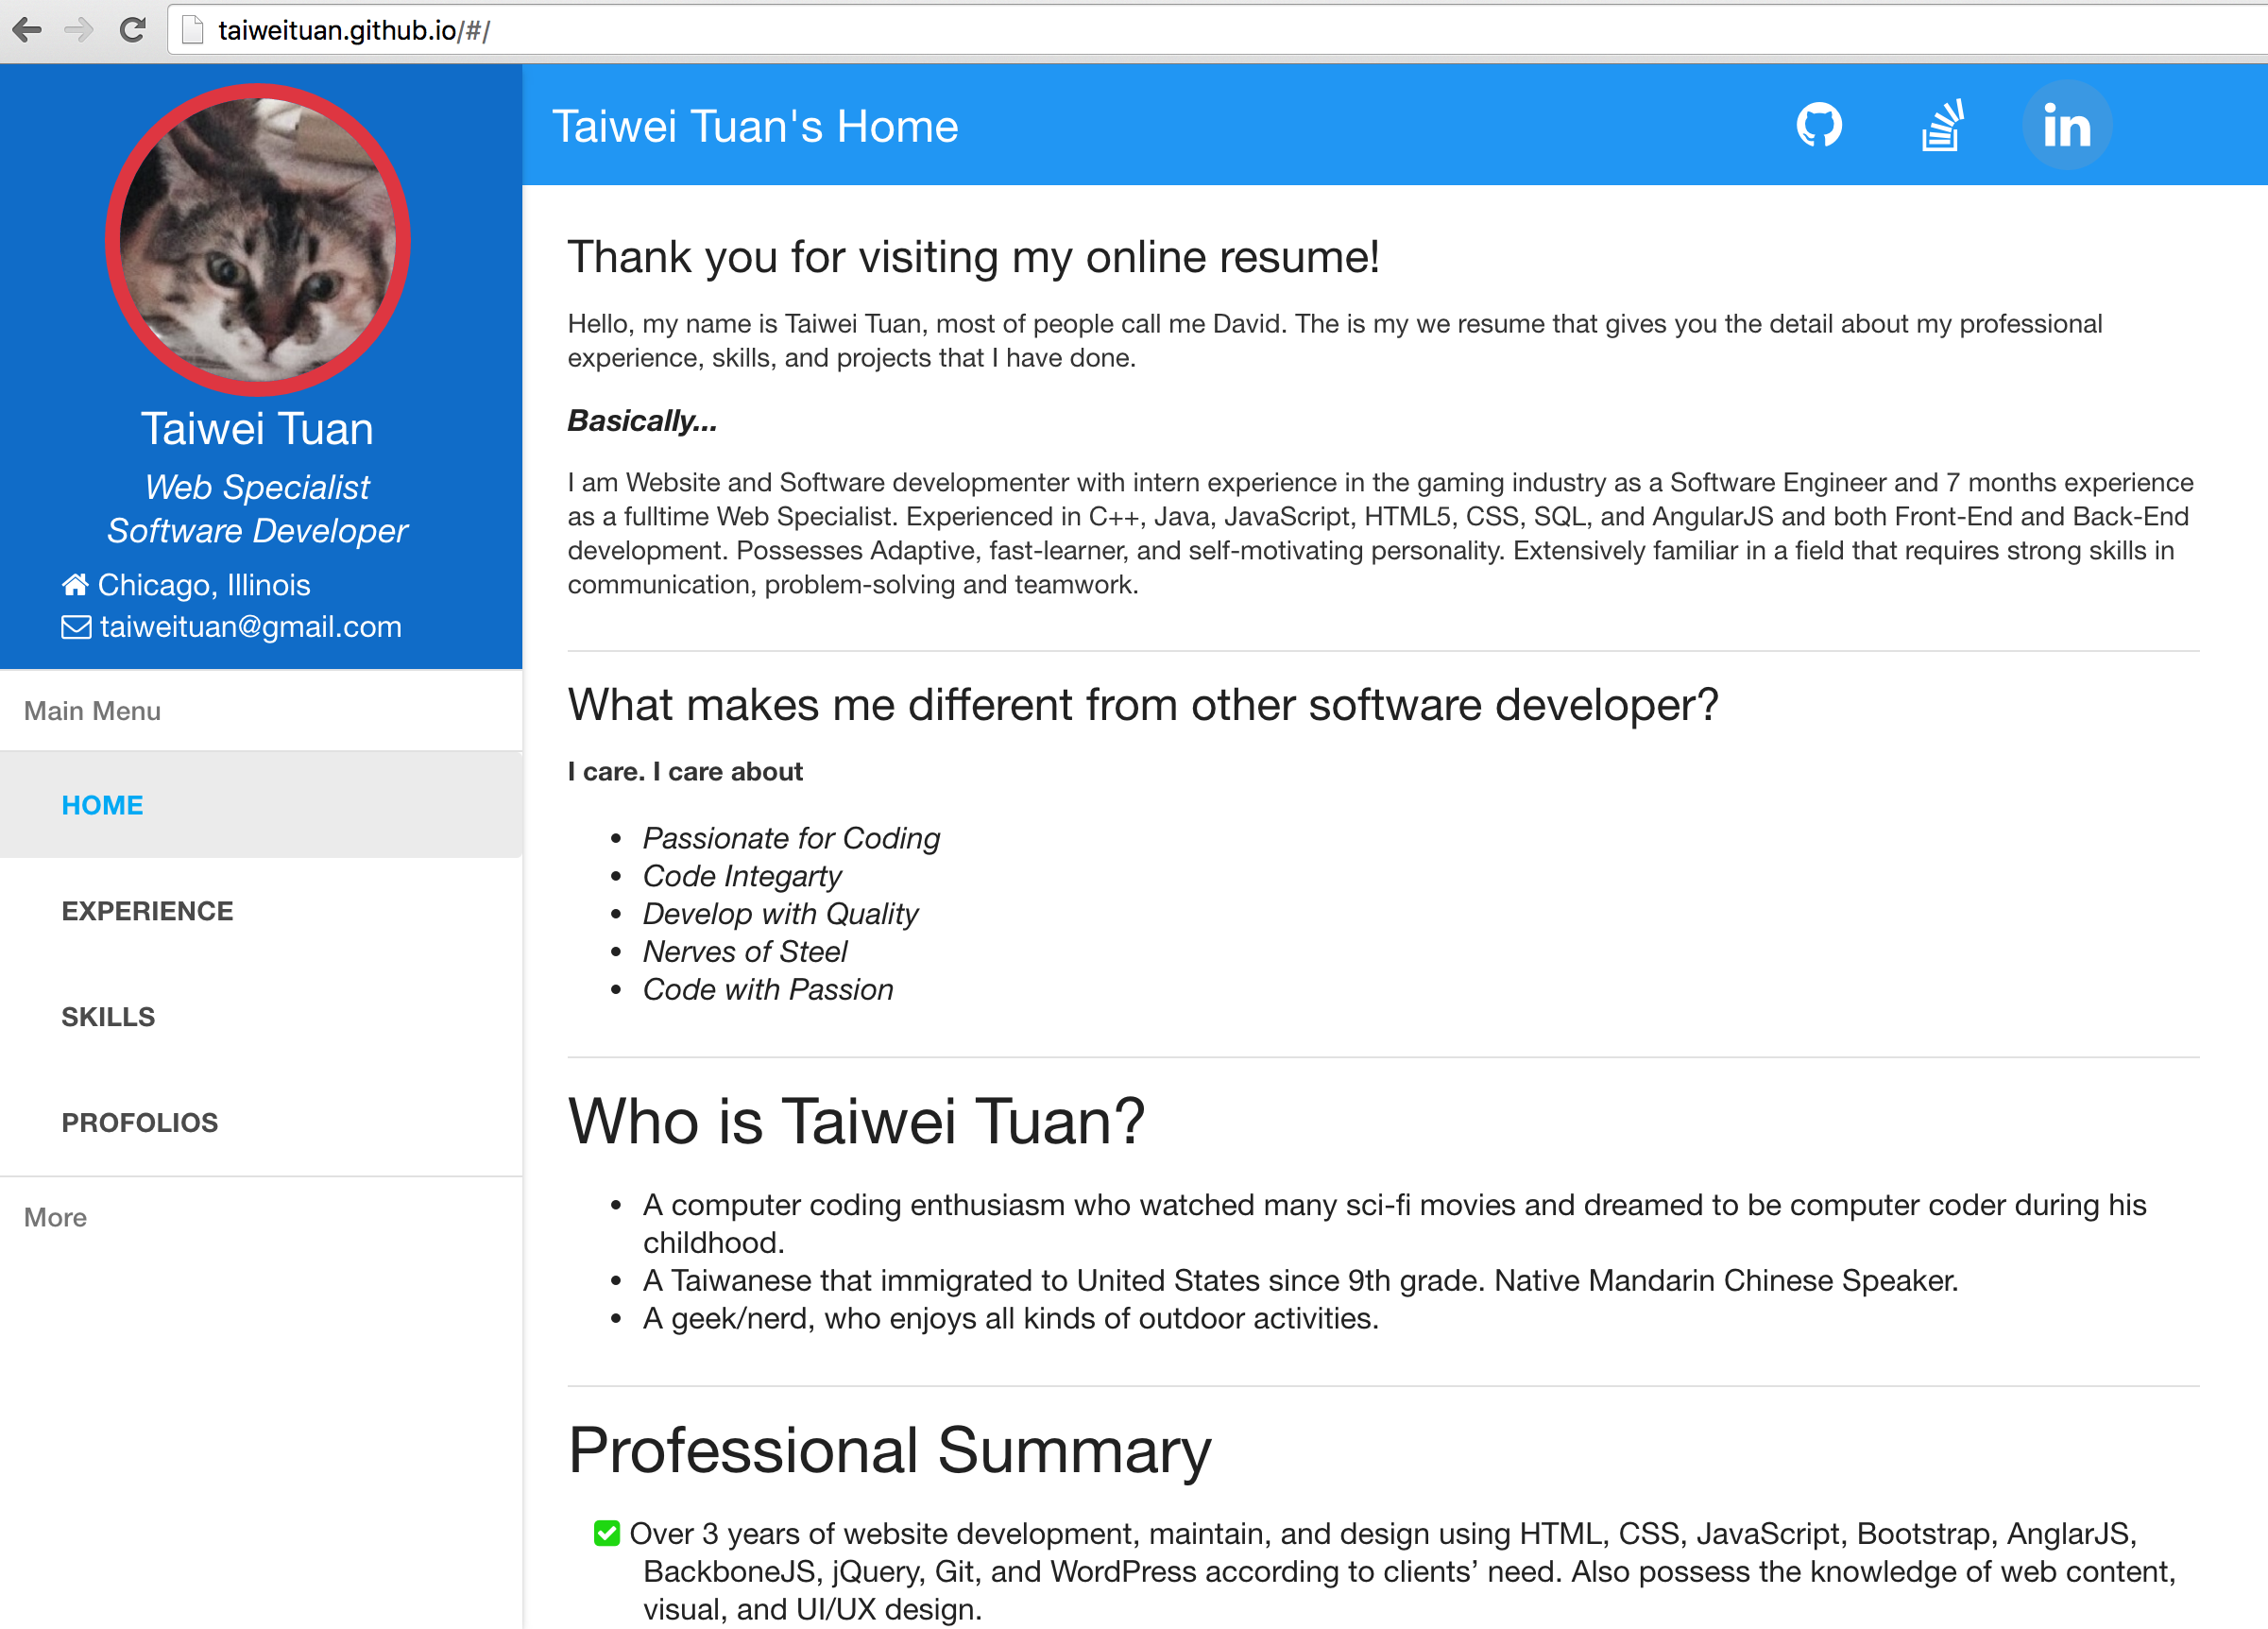 taiweituan.github.io/#/
Taiwei Tuan's Home
in
Taiwei Tuan
Web Specialist
Software Developer
Chicago, Illinois
taiweituan@gmail.com
Main Menu
HOME
EXPERIENCE
SKILLS
PROFOLIOS
More
Thank you for visiting my online resume!
Hello, my name is Taiwei Tuan, most of people call me David. The is my we resume that gives you the detail about my professional
experience, skills, and projects that I have done.
Basically...
I am Website and Software developmenter with intern experience in the gaming industry as a Software Engineer and 7 months experience
as a fulltime Web Specialist. Experienced in C++, Java, JavaScript, HTML5, CSS, SQL, and AngularJS and both Front-End and Back-End
development. Possesses Adaptive, fast-learner, and self-motivating personality. Extensively familiar in a field that requires strong skills in
communication, problem-solving and teamwork.
What makes me different from other software developer?
I care. I care about
• Passionate for Coding
• Code Integarty
• Develop with Quality
• Nerves of Steel
• Code with Passion
Who is Taiwei Tuan?
• A computer coding enthusiasm who watched many sci-fi movies and dreamed to be computer coder during his
childhood.
• A Taiwanese that immigrated to United States since 9th grade. Native Mandarin Chinese Speaker.
• A geek/nerd, who enjoys all kinds of outdoor activities.
Professional Summary
Over 3 years of website development, maintain, and design using HTML, CSS, JavaScript, Bootstrap, AnglarJS,
BackboneJS, jQuery, Git, and WordPress according to clients’ need. Also possess the knowledge of web content,
visual, and UI/UX design.